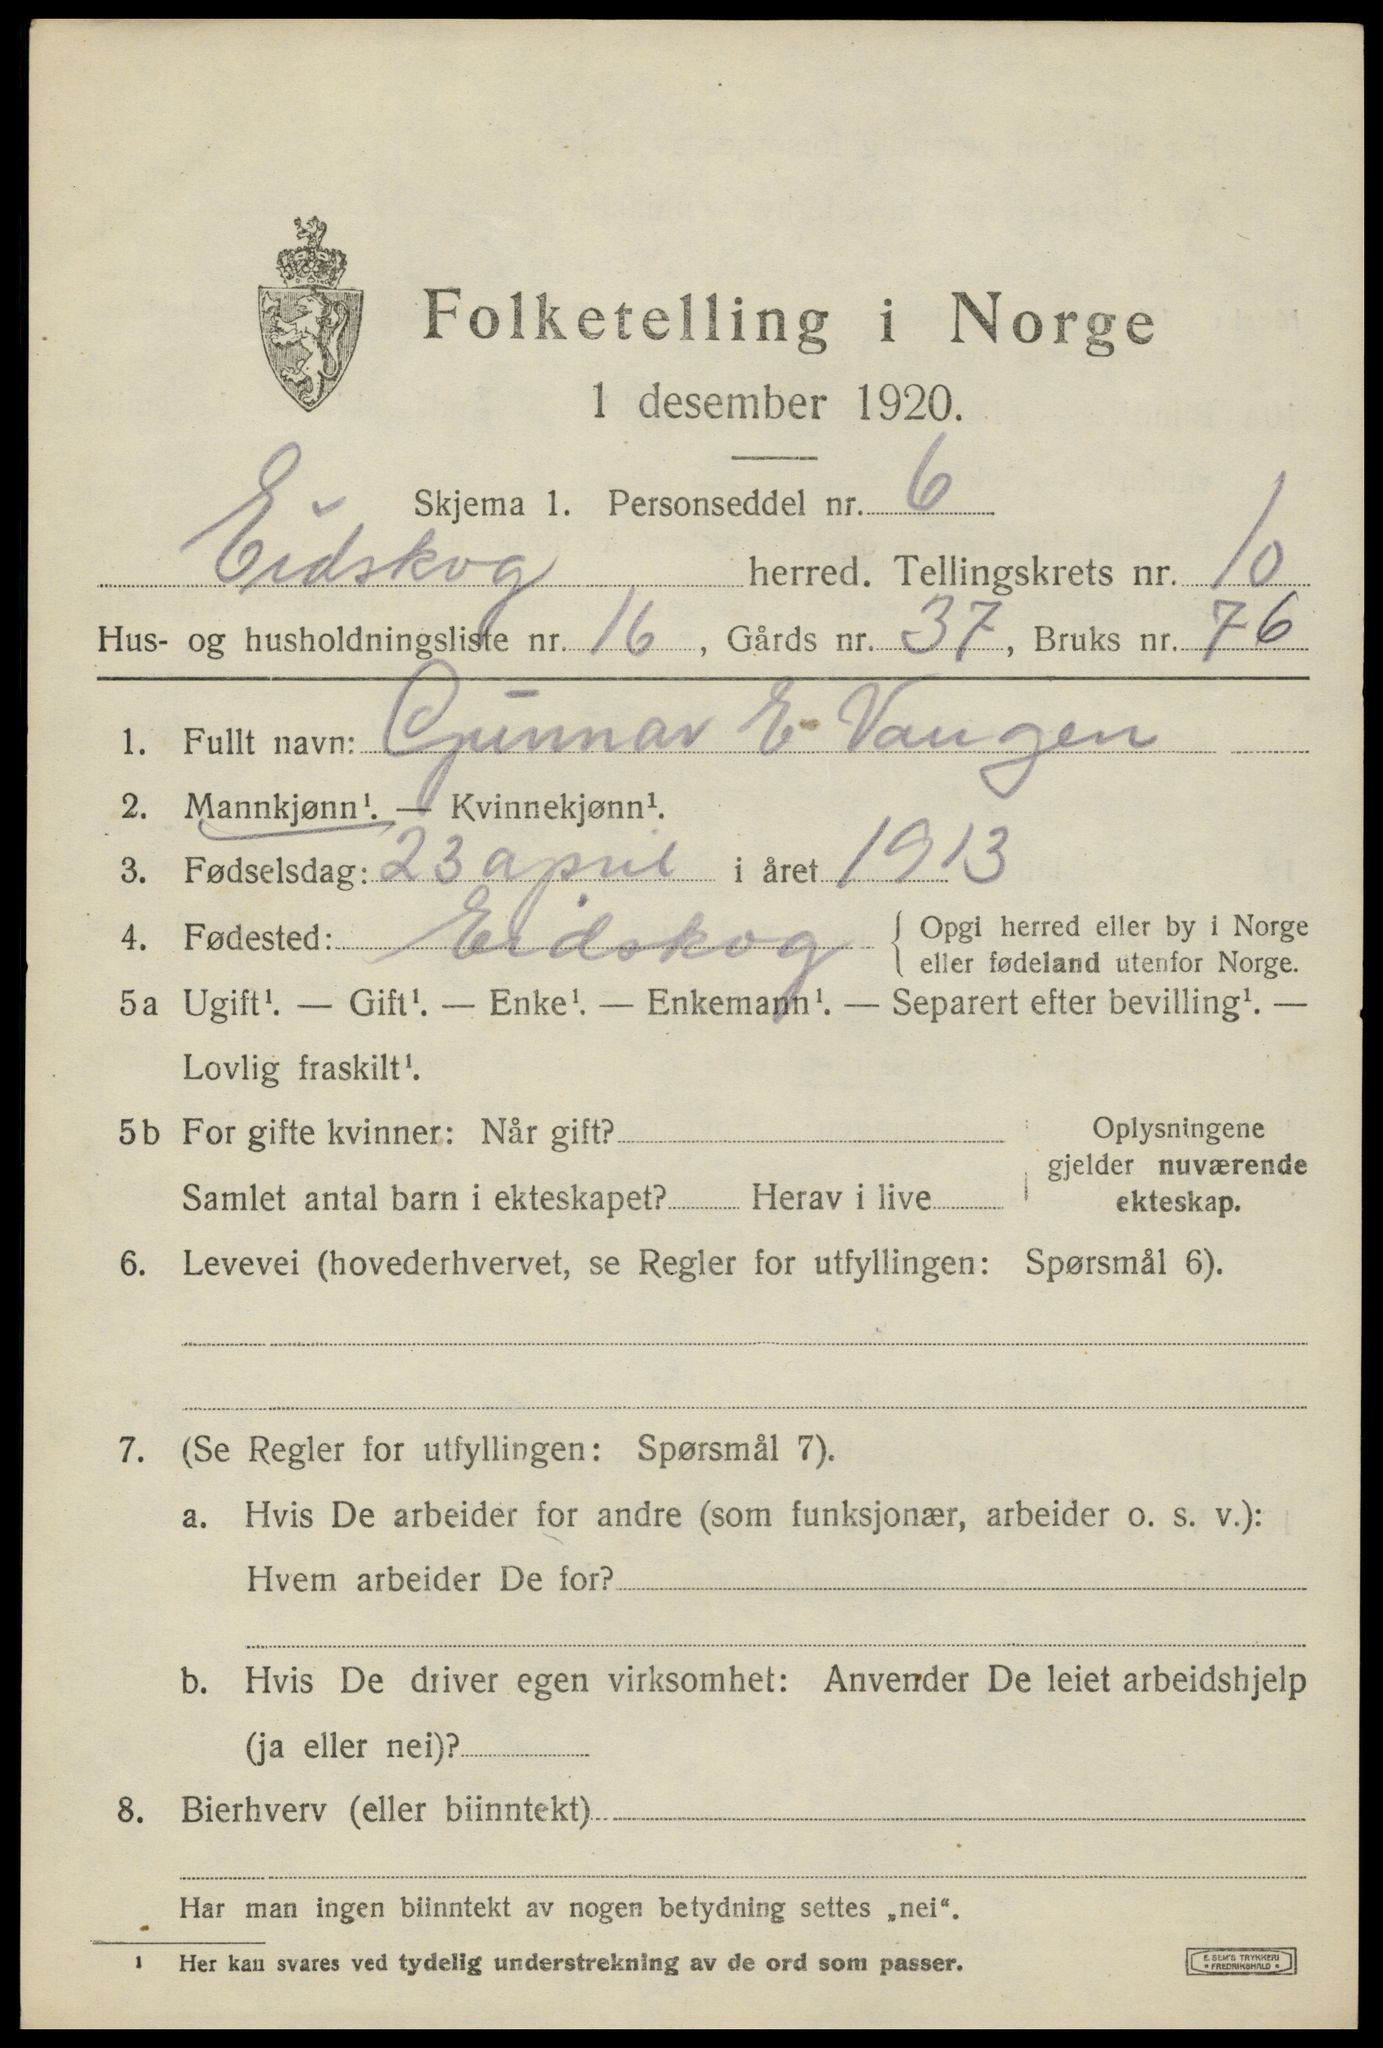 Folketelling i Norge
1 desember 1920.
Skjema 1. Personseddel nr. 6
Eidskog herred. Tellingskrets nr. 10
Hus- og husholdningsliste nr. 16, Gårds nr. 37, Bruks nr. 76
1. Fullt navn: Gunnar E Vangen
2. Mannkjønn¹. — Kvinnekjønn¹.
3. Fødselsdag: 23 april i året 1913
4. Fødested: Eidskog { Opgi herred eller by i Norge
eller fødeland utenfor Norge.
5a Ugift¹. — Gift¹. — Enke¹. — Enkemann¹. — Separert efter bevilling¹. —
Lovlig fraskilt¹.
5b For gifte kvinner: Når gift?
Samlet antal barn i ekteskapet? Herav i live
Oplysningene
gjelder nuværende
ekteskap.
6. Levevei (hovederhvervet, se Regler for utfyllingen: Spørsmål 6).
7. (Se Regler for utfyllingen: Spørsmål 7).
a. Hvis De arbeider for andre (som funksjonær, arbeider o. s. v.):
Hvem arbeider De for?
b. Hvis De driver egen virksomhet: Anvender De leiet arbeidshjelp
(ja eller nei)?
8. Bierhverv (eller biinntekt)
Har man ingen biinntekt av nogen betydning settes „nei“.
¹ Her kan svares ved tydelig understrekning av de ord som passer.
E. SEM'S TRYKKERI
* FREDRIKSHALD *